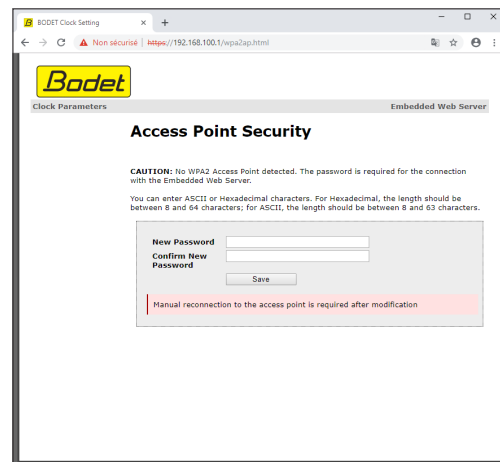 BODET Clock Setting
Non sécurisé | https://192.168.100.1/wpa2ap.html
Bodet
Clock Parameters Embedded Web Server
Access Point Security
CAUTION: No WPA2 Access Point detected. The password is required for the connection
with the Embedded Web Server.
You can enter ASCII or Hexadecimal characters. For Hexadecimal, the length should be
between 8 and 64 characters; for ASCII, the length should be between 8 and 63 characters.
New Password
Confirm New
Password
Save
Manual reconnection to the access point is required after modification